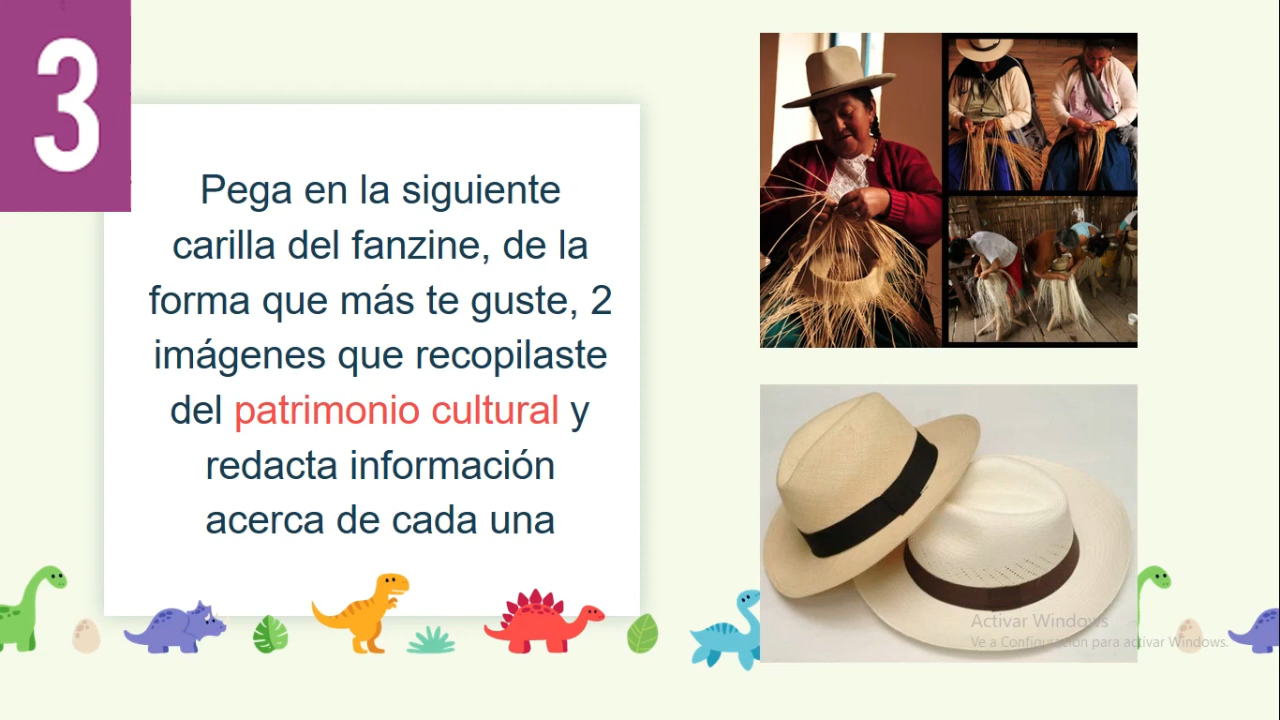 3
Pega en la siguiente
carilla del fanzine, de la
forma que más te guste, 2
imágenes que recopilaste
del patrimonio cultural y
redacta información
acerca de cada una
Activar Windows
Ve a Configuración para activar Windows.